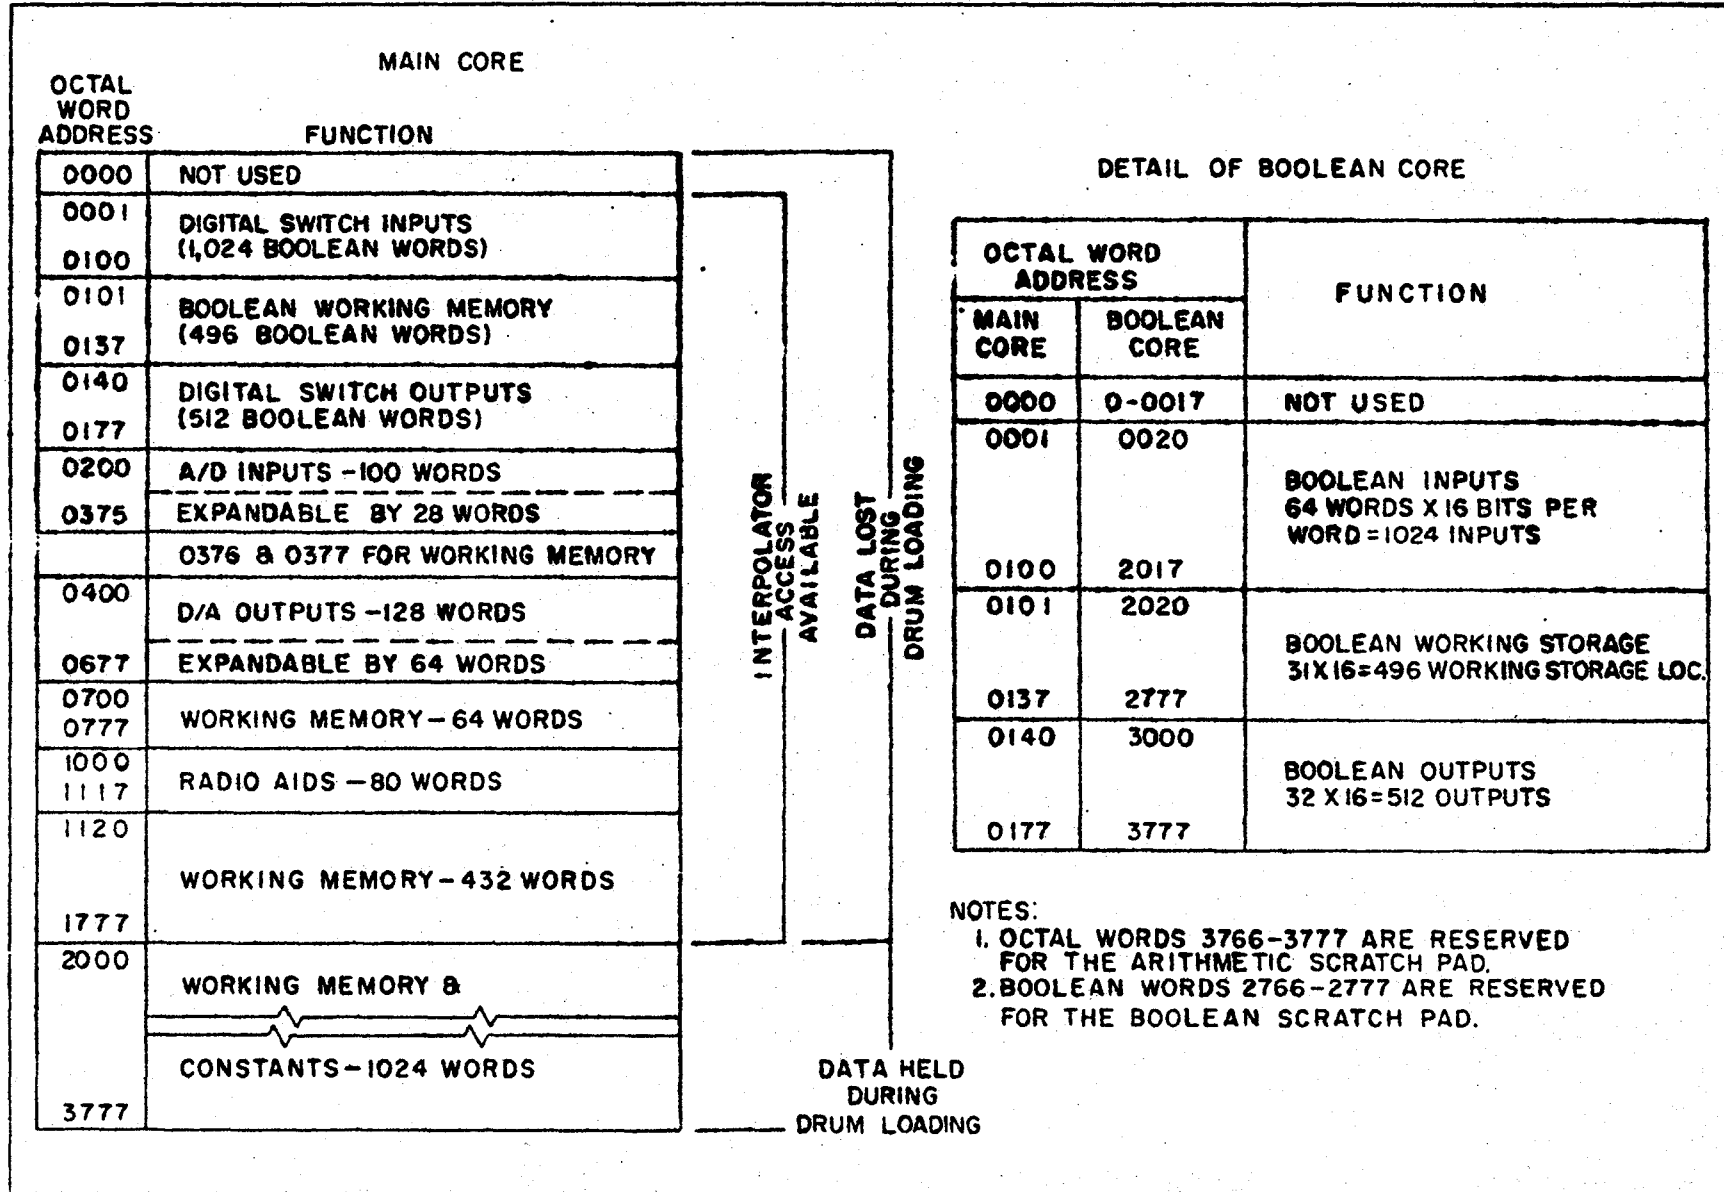 MAIN CORE
OCTAL
WORD
ADDRESS FUNCTION
0000 NOT USED
0001
DIGITAL SWITCH INPUTS
(1,024 BOOLEAN WORDS)
0100
0101
BOOLEAN WORKING MEMORY
(496 BOOLEAN WORDS)
0137
0140
DIGITAL SWITCH OUTPUTS
(512 BOOLEAN WORDS)
0177
0200 A/D INPUTS -100 WORDS
0375 EXPANDABLE BY 28 WORDS
0376 & 0377 FOR WORKING MEMORY
0400
D/A OUTPUTS -128 WORDS
0677 EXPANDABLE BY 64 WORDS
0700
WORKING MEMORY - 64 WORDS
0777
1000
RADIO AIDS - 80 WORDS
1117
1120
WORKING MEMORY - 432 WORDS
1777
2000
WORKING MEMORY &
CONSTANTS - 1024 WORDS
3777
INTERPOLATOR
ACCESS
AVAILABLE
DATA LOST
DURING
DRUM LOADING
DATA HELD
DURING
DRUM LOADING
DETAIL OF BOOLEAN CORE
OCTAL WORD
ADDRESS
FUNCTION
MAIN BOOLEAN
CORE CORE
0000 0-0017 NOT USED
0001 0020
BOOLEAN INPUTS
64 WORDS X 16 BITS PER
WORD = 1024 INPUTS
0100 2017
0101 2020
BOOLEAN WORKING STORAGE
31X16=496 WORKING STORAGE LOC.
0137 2777
0140 3000
BOOLEAN OUTPUTS
32 X 16 = 512 OUTPUTS
0177 3777
NOTES:
1. OCTAL WORDS 3766-3777 ARE RESERVED
FOR THE ARITHMETIC SCRATCH PAD.
2. BOOLEAN WORDS 2766-2777 ARE RESERVED
FOR THE BOOLEAN SCRATCH PAD.